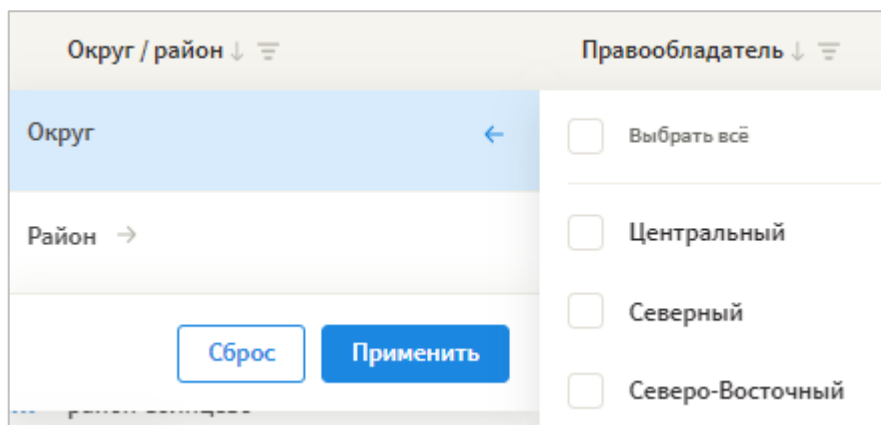 Округ / район
Правообладатель
Округ
Выбрать всё
Район
Центральный
Северный
Сброс
Применить
Северо-Восточный